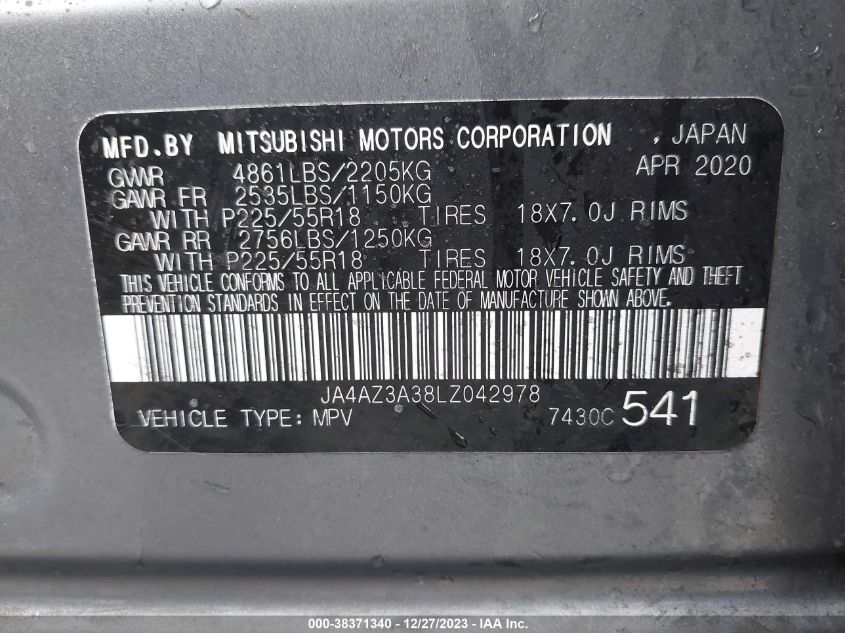 MFD.BY MITSUBISHI MOTORS CORPORATION , JAPAN
GVWR 4861LBS/2205KG APR 2020
GAWR FR 2535LBS/1150KG
WITH P225/55R18 TIRES 18X7.0J RIMS
GAWR RR 2756LBS/1250KG
WITH P225/55R18 TIRES 18X7.0J RIMS
THIS VEHICLE CONFORMS TO ALL APPLICABLE FEDERAL MOTOR VEHICLE SAFETY AND THEFT
PREVENTION STANDARDS IN EFFECT ON THE DATE OF MANUFACTURE SHOWN ABOVE.
JA4AZ3A38LZ042978
VEHICLE TYPE: MPV 7430C 541
000-38371340 - 12/27/2023 - IAA Inc.